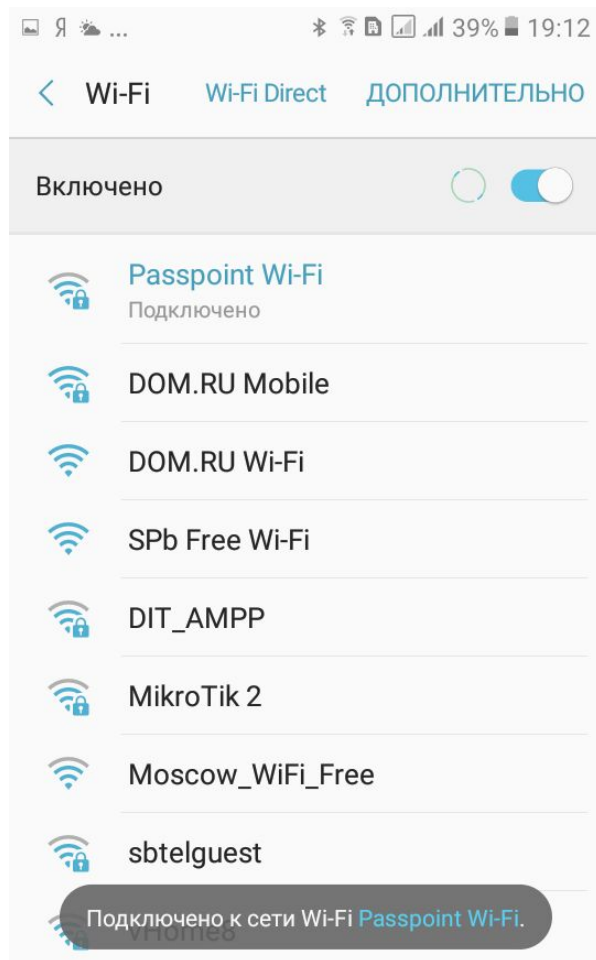 Я ... 39% 19:12
Wi-Fi Wi-Fi Direct ДОПОЛНИТЕЛЬНО
Включено
Passpoint Wi-Fi
Подключено
DOM.RU Mobile
DOM.RU Wi-Fi
SPb Free Wi-Fi
DIT_AMPP
MikroTik 2
Moscow_WiFi_Free
sbtelguest
Подключено к сети Wi-Fi Passpoint Wi-Fi.
vHome8